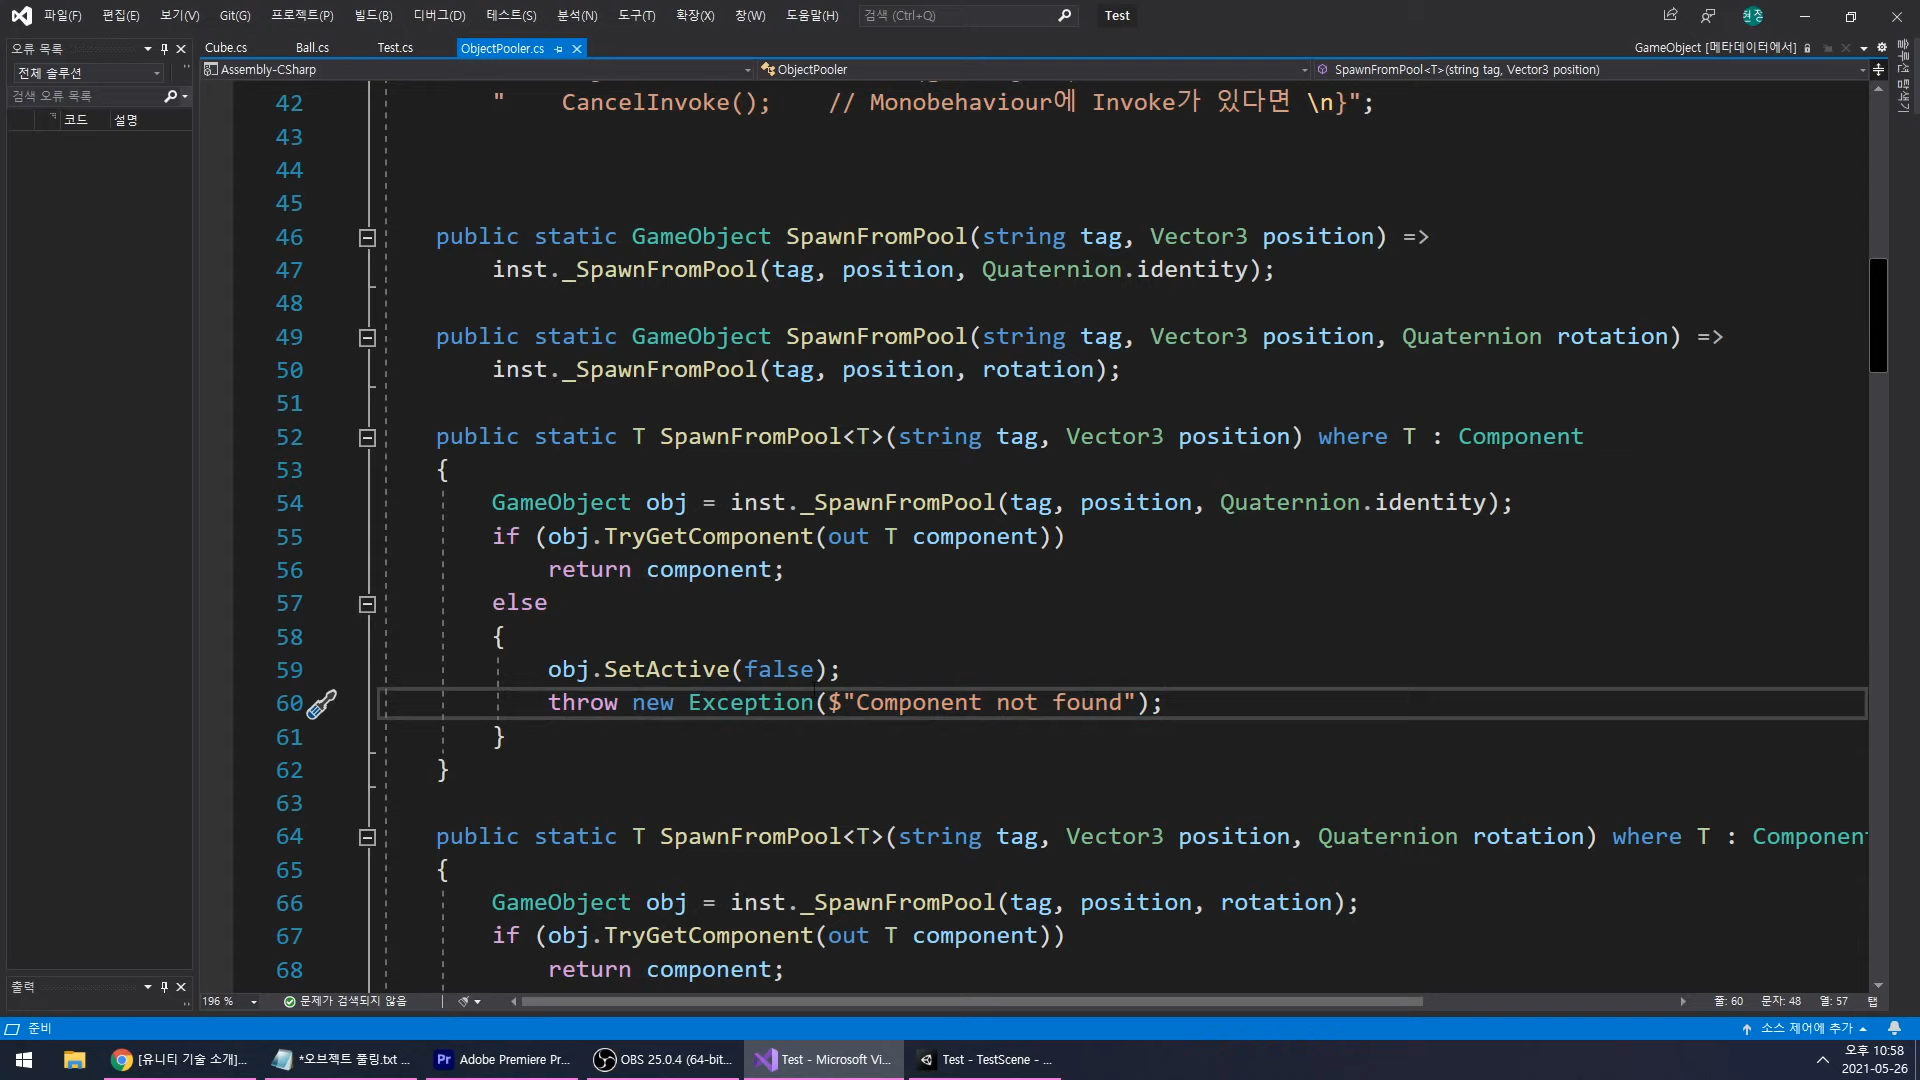 파일(F) 편집(E) 보기(V) Git(G) 프로젝트(P) 빌드(B) 디버그(D) 테스트(S) 분석(N) 도구(T) 확장(X) 창(W) 도움말(H) 검색 (Ctrl+Q) Test
오류 목록
Cube.cs Ball.cs Test.cs ObjectPooler.cs GameObject [메타데이터에서]
전체 솔루션
Assembly-CSharp ObjectPooler SpawnFromPool<T>(string tag, Vector3 position)
솔루션 탐색기
검색 오류 목록
코드 설명
42 " CancelInvoke(); // Monobehaviour에 Invoke가 있다면 \n}";
43
44
45
46 public static GameObject SpawnFromPool(string tag, Vector3 position) =>
47 inst._SpawnFromPool(tag, position, Quaternion.identity);
48
49 public static GameObject SpawnFromPool(string tag, Vector3 position, Quaternion rotation) =>
50 inst._SpawnFromPool(tag, position, rotation);
51
52 public static T SpawnFromPool<T>(string tag, Vector3 position) where T : Component
53 {
54 GameObject obj = inst._SpawnFromPool(tag, position, Quaternion.identity);
55 if (obj.TryGetComponent(out T component))
56 return component;
57 else
58 {
59 obj.SetActive(false);
60 throw new Exception($"Component not found");
61 }
62 }
63
64 public static T SpawnFromPool<T>(string tag, Vector3 position, Quaternion rotation) where T : Componen
65 {
66 GameObject obj = inst._SpawnFromPool(tag, position, rotation);
67 if (obj.TryGetComponent(out T component))
68 return component;
출력
196 % 문제가 검색되지 않음 줄: 60 문자: 48 열: 57 탭
준비 소스 제어에 추가
[유니티 기술 소개]... *오브젝트 풀링.txt ... Adobe Premiere Pr... OBS 25.0.4 (64-bit... Test - Microsoft Vi... Test - TestScene - ... 오후 10:58
2021-05-26